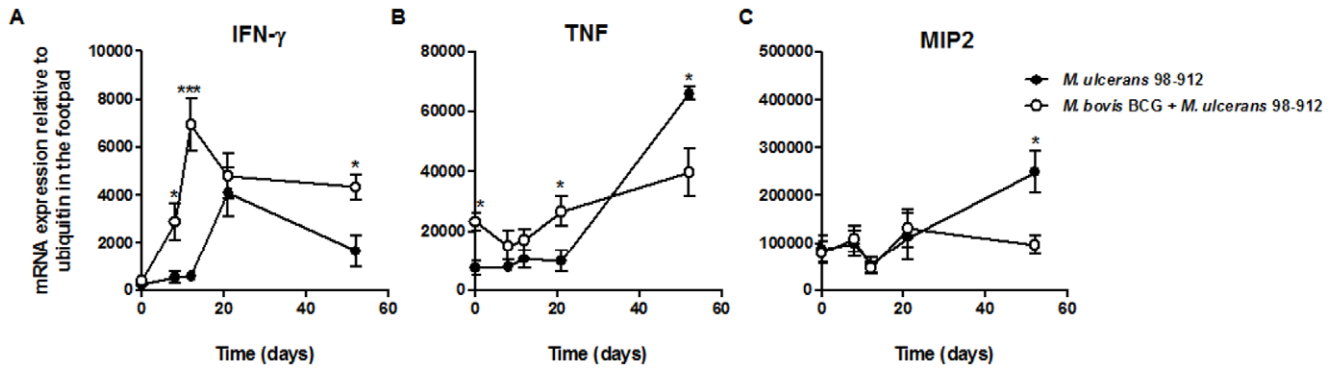 A
IFN-γ
mRNA expression relative to
ubiquitin in the footpad
10000
8000
6000
4000
2000
0
*
***
*
0 20 40 60
Time (days)
B
TNF
80000
60000
40000
20000
0
*
*
*
0 20 40 60
Time (days)
C
MIP2
500000
400000
300000
200000
100000
0
*
0 20 40 60
Time (days)
M. ulcerans 98-912
M. bovis BCG + M. ulcerans 98-912